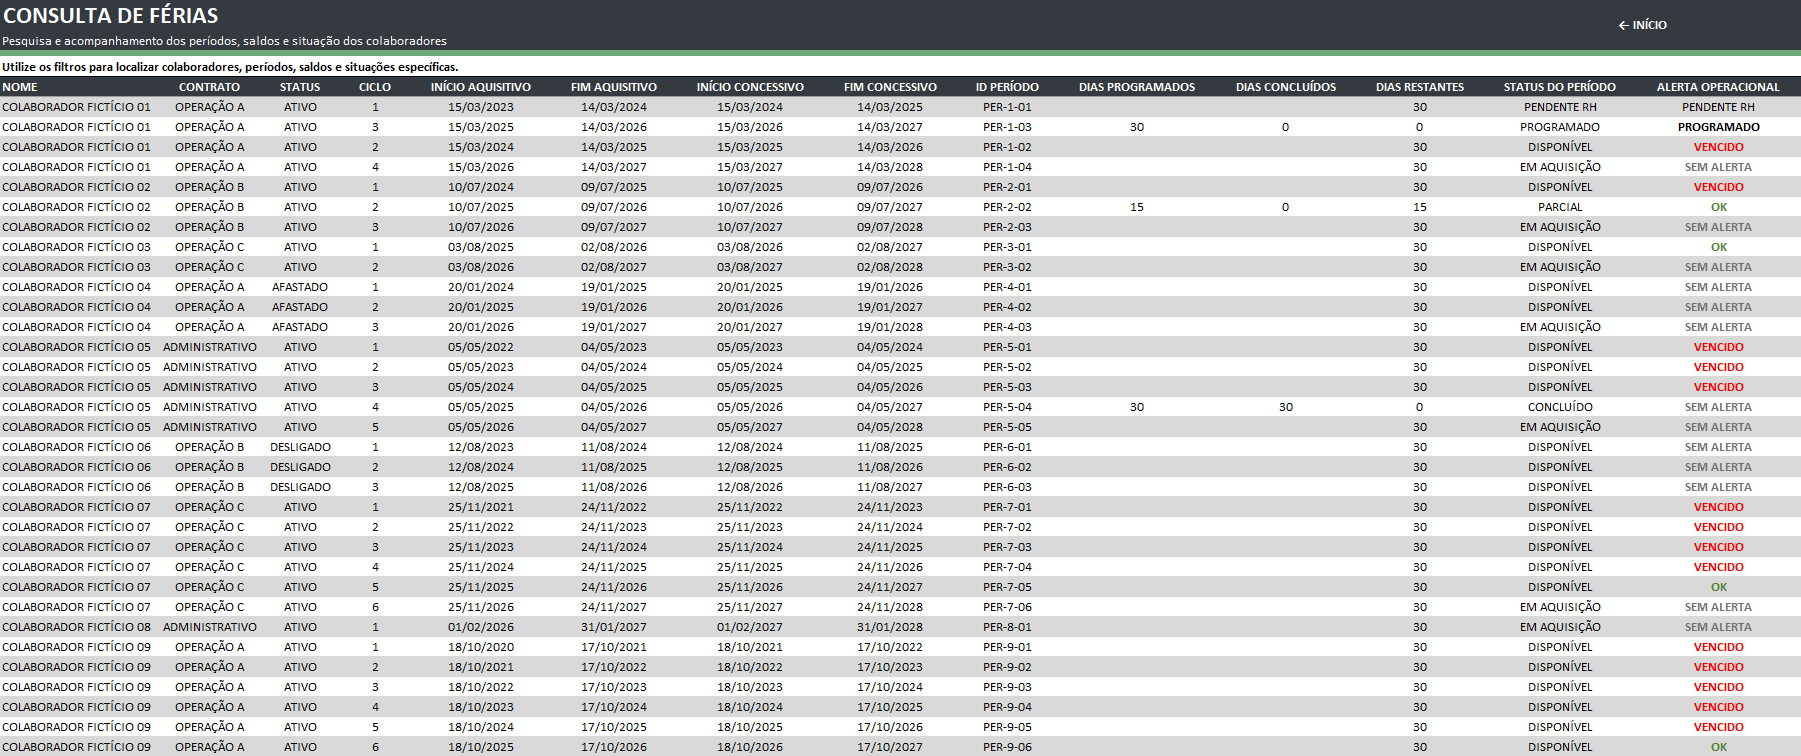 CONSULTA DE FÉRIAS
← INÍCIO
Pesquisa e acompanhamento dos períodos, saldos e situação dos colaboradores
Utilize os filtros para localizar colaboradores, períodos, saldos e situações específicas.
NOME CONTRATO STATUS CICLO INÍCIO AQUISITIVO FIM AQUISITIVO INÍCIO CONCESSIVO FIM CONCESSIVO ID PERÍODO DIAS PROGRAMADOS DIAS CONCLUÍDOS DIAS RESTANTES STATUS DO PERÍODO ALERTA OPERACIONAL
COLABORADOR FICTÍCIO 01 OPERAÇÃO A ATIVO 1 15/03/2023 14/03/2024 15/03/2024 14/03/2025 PER-1-01 30 PENDENTE RH PENDENTE RH
COLABORADOR FICTÍCIO 01 OPERAÇÃO A ATIVO 3 15/03/2025 14/03/2026 15/03/2026 14/03/2027 PER-1-03 30 0 0 PROGRAMADO PROGRAMADO
COLABORADOR FICTÍCIO 01 OPERAÇÃO A ATIVO 2 15/03/2024 14/03/2025 15/03/2025 14/03/2026 PER-1-02 30 DISPONÍVEL VENCIDO
COLABORADOR FICTÍCIO 01 OPERAÇÃO A ATIVO 4 15/03/2026 14/03/2027 15/03/2027 14/03/2028 PER-1-04 30 EM AQUISIÇÃO SEM ALERTA
COLABORADOR FICTÍCIO 02 OPERAÇÃO B ATIVO 1 10/07/2024 09/07/2025 10/07/2025 09/07/2026 PER-2-01 30 DISPONÍVEL VENCIDO
COLABORADOR FICTÍCIO 02 OPERAÇÃO B ATIVO 2 10/07/2025 09/07/2026 10/07/2026 09/07/2027 PER-2-02 15 0 15 PARCIAL OK
COLABORADOR FICTÍCIO 02 OPERAÇÃO B ATIVO 3 10/07/2026 09/07/2027 10/07/2027 09/07/2028 PER-2-03 30 EM AQUISIÇÃO SEM ALERTA
COLABORADOR FICTÍCIO 03 OPERAÇÃO C ATIVO 1 03/08/2025 02/08/2026 03/08/2026 02/08/2027 PER-3-01 30 DISPONÍVEL OK
COLABORADOR FICTÍCIO 03 OPERAÇÃO C ATIVO 2 03/08/2026 02/08/2027 03/08/2027 02/08/2028 PER-3-02 30 EM AQUISIÇÃO SEM ALERTA
COLABORADOR FICTÍCIO 04 OPERAÇÃO A AFASTADO 1 20/01/2024 19/01/2025 20/01/2025 19/01/2026 PER-4-01 30 DISPONÍVEL SEM ALERTA
COLABORADOR FICTÍCIO 04 OPERAÇÃO A AFASTADO 2 20/01/2025 19/01/2026 20/01/2026 19/01/2027 PER-4-02 30 DISPONÍVEL SEM ALERTA
COLABORADOR FICTÍCIO 04 OPERAÇÃO A AFASTADO 3 20/01/2026 19/01/2027 20/01/2027 19/01/2028 PER-4-03 30 EM AQUISIÇÃO SEM ALERTA
COLABORADOR FICTÍCIO 05 ADMINISTRATIVO ATIVO 1 05/05/2022 04/05/2023 05/05/2023 04/05/2024 PER-5-01 30 DISPONÍVEL VENCIDO
COLABORADOR FICTÍCIO 05 ADMINISTRATIVO ATIVO 2 05/05/2023 04/05/2024 05/05/2024 04/05/2025 PER-5-02 30 DISPONÍVEL VENCIDO
COLABORADOR FICTÍCIO 05 ADMINISTRATIVO ATIVO 3 05/05/2024 04/05/2025 05/05/2025 04/05/2026 PER-5-03 30 DISPONÍVEL VENCIDO
COLABORADOR FICTÍCIO 05 ADMINISTRATIVO ATIVO 4 05/05/2025 04/05/2026 05/05/2026 04/05/2027 PER-5-04 30 30 0 CONCLUÍDO SEM ALERTA
COLABORADOR FICTÍCIO 05 ADMINISTRATIVO ATIVO 5 05/05/2026 04/05/2027 05/05/2027 04/05/2028 PER-5-05 30 EM AQUISIÇÃO SEM ALERTA
COLABORADOR FICTÍCIO 06 OPERAÇÃO B DESLIGADO 1 12/08/2023 11/08/2024 12/08/2024 11/08/2025 PER-6-01 30 DISPONÍVEL SEM ALERTA
COLABORADOR FICTÍCIO 06 OPERAÇÃO B DESLIGADO 2 12/08/2024 11/08/2025 12/08/2025 11/08/2026 PER-6-02 30 DISPONÍVEL SEM ALERTA
COLABORADOR FICTÍCIO 06 OPERAÇÃO B DESLIGADO 3 12/08/2025 11/08/2026 12/08/2026 11/08/2027 PER-6-03 30 DISPONÍVEL SEM ALERTA
COLABORADOR FICTÍCIO 07 OPERAÇÃO C ATIVO 1 25/11/2021 24/11/2022 25/11/2022 24/11/2023 PER-7-01 30 DISPONÍVEL VENCIDO
COLABORADOR FICTÍCIO 07 OPERAÇÃO C ATIVO 2 25/11/2022 24/11/2023 25/11/2023 24/11/2024 PER-7-02 30 DISPONÍVEL VENCIDO
COLABORADOR FICTÍCIO 07 OPERAÇÃO C ATIVO 3 25/11/2023 24/11/2024 25/11/2024 24/11/2025 PER-7-03 30 DISPONÍVEL VENCIDO
COLABORADOR FICTÍCIO 07 OPERAÇÃO C ATIVO 4 25/11/2024 24/11/2025 25/11/2025 24/11/2026 PER-7-04 30 DISPONÍVEL VENCIDO
COLABORADOR FICTÍCIO 07 OPERAÇÃO C ATIVO 5 25/11/2025 24/11/2026 25/11/2026 24/11/2027 PER-7-05 30 DISPONÍVEL OK
COLABORADOR FICTÍCIO 07 OPERAÇÃO C ATIVO 6 25/11/2026 24/11/2027 25/11/2027 24/11/2028 PER-7-06 30 EM AQUISIÇÃO SEM ALERTA
COLABORADOR FICTÍCIO 08 ADMINISTRATIVO ATIVO 1 01/02/2026 31/01/2027 01/02/2027 31/01/2028 PER-8-01 30 EM AQUISIÇÃO SEM ALERTA
COLABORADOR FICTÍCIO 09 OPERAÇÃO A ATIVO 1 18/10/2020 17/10/2021 18/10/2021 17/10/2022 PER-9-01 30 DISPONÍVEL VENCIDO
COLABORADOR FICTÍCIO 09 OPERAÇÃO A ATIVO 2 18/10/2021 17/10/2022 18/10/2022 17/10/2023 PER-9-02 30 DISPONÍVEL VENCIDO
COLABORADOR FICTÍCIO 09 OPERAÇÃO A ATIVO 3 18/10/2022 17/10/2023 18/10/2023 17/10/2024 PER-9-03 30 DISPONÍVEL VENCIDO
COLABORADOR FICTÍCIO 09 OPERAÇÃO A ATIVO 4 18/10/2023 17/10/2024 18/10/2024 17/10/2025 PER-9-04 30 DISPONÍVEL VENCIDO
COLABORADOR FICTÍCIO 09 OPERAÇÃO A ATIVO 5 18/10/2024 17/10/2025 18/10/2025 17/10/2026 PER-9-05 30 DISPONÍVEL VENCIDO
COLABORADOR FICTÍCIO 09 OPERAÇÃO A ATIVO 6 18/10/2025 17/10/2026 18/10/2026 17/10/2027 PER-9-06 30 DISPONÍVEL OK